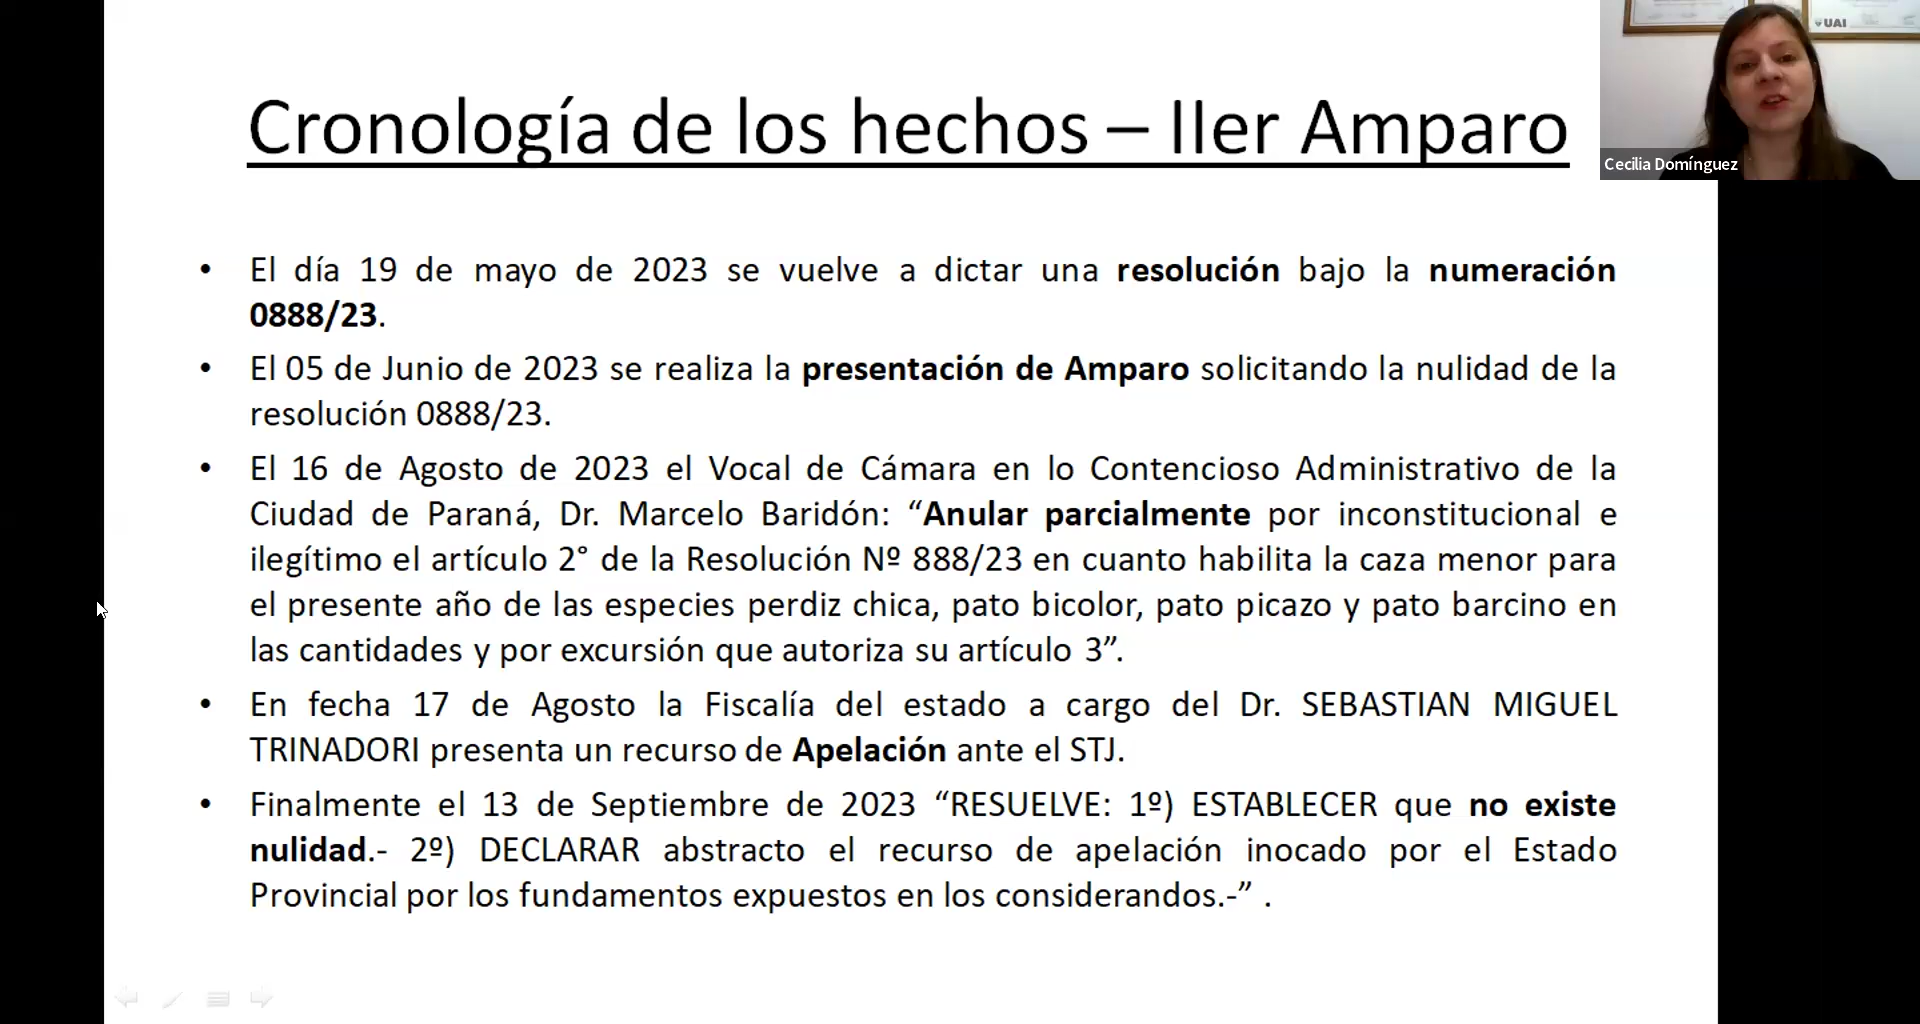 Cronología de los hechos – IIer Amparo
UAI
Cecilia Domínguez
• El día 19 de mayo de 2023 se vuelve a dictar una resolución bajo la numeración
0888/23.
• El 05 de Junio de 2023 se realiza la presentación de Amparo solicitando la nulidad de la
resolución 0888/23.
• El 16 de Agosto de 2023 el Vocal de Cámara en lo Contencioso Administrativo de la
Ciudad de Paraná, Dr. Marcelo Baridón: “Anular parcialmente por inconstitucional e
ilegítimo el artículo 2° de la Resolución Nº 888/23 en cuanto habilita la caza menor para
el presente año de las especies perdiz chica, pato bicolor, pato picazo y pato barcino en
las cantidades y por excursión que autoriza su artículo 3”.
• En fecha 17 de Agosto la Fiscalía del estado a cargo del Dr. SEBASTIAN MIGUEL
TRINADORI presenta un recurso de Apelación ante el STJ.
• Finalmente el 13 de Septiembre de 2023 “RESUELVE: 1º) ESTABLECER que no existe
nulidad.- 2º) DECLARAR abstracto el recurso de apelación inocado por el Estado
Provincial por los fundamentos expuestos en los considerandos.-” .